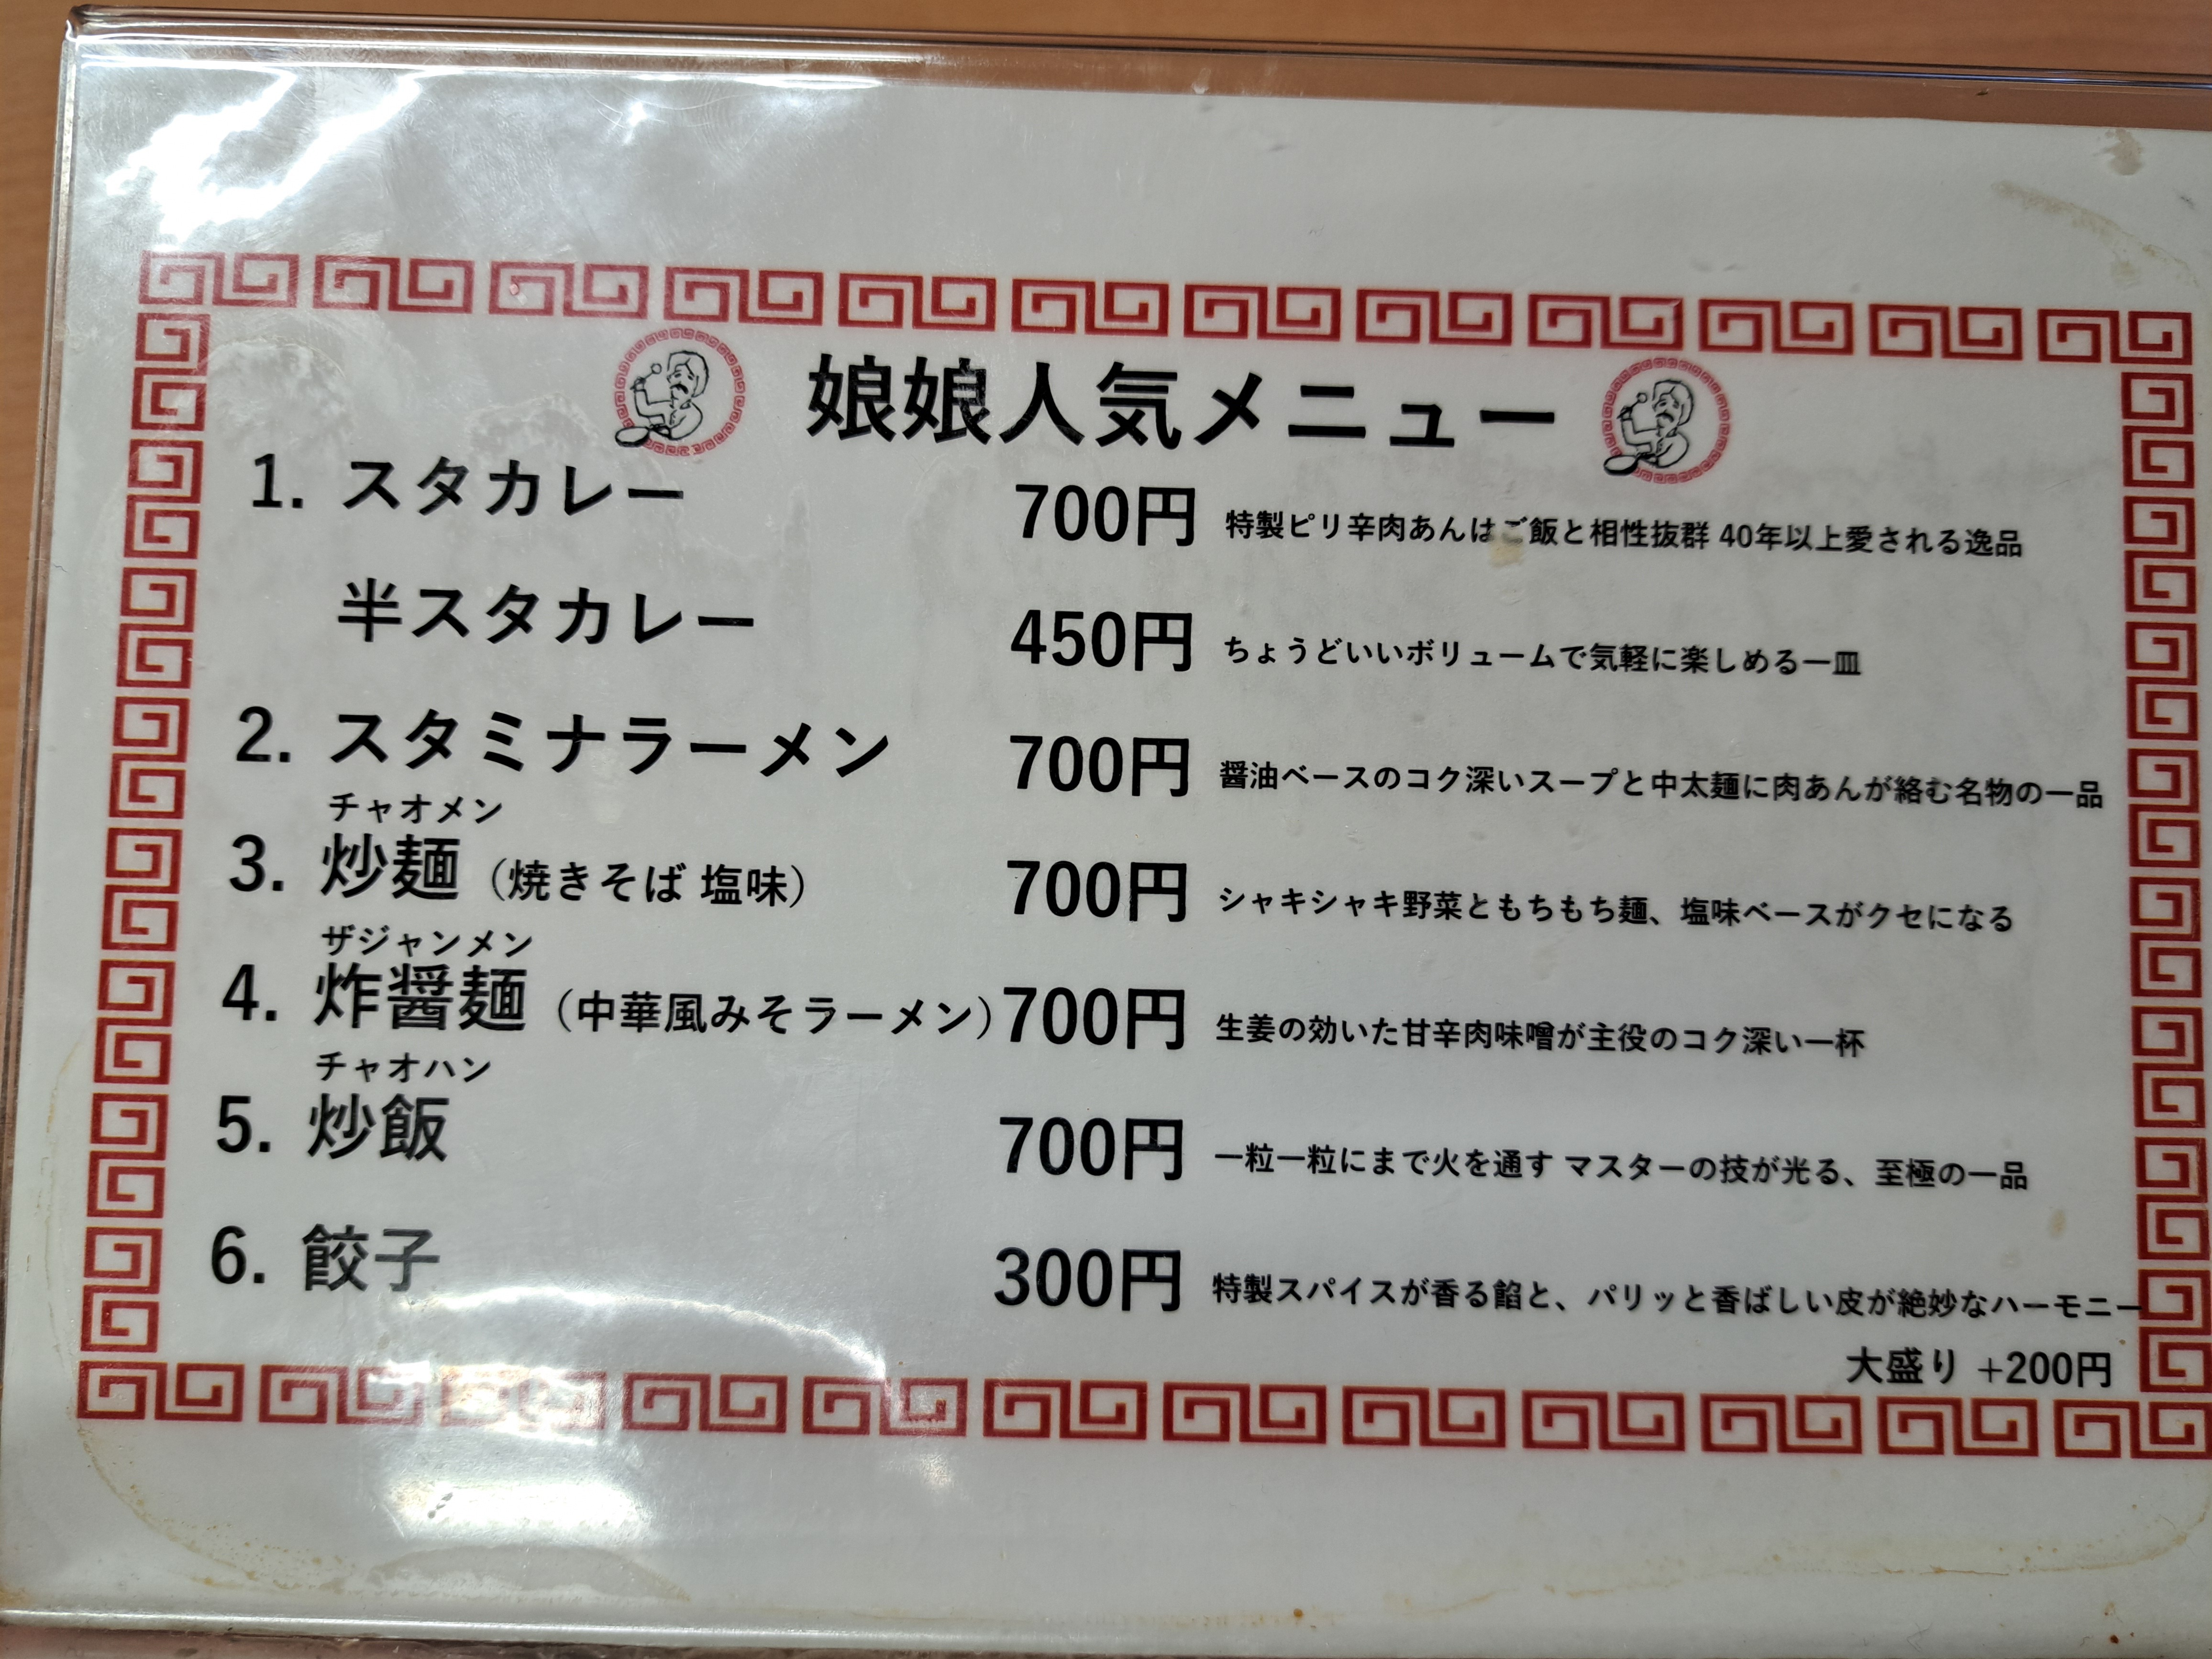 娘娘人気メニュー
1. スタカレー 700円 特製ピリ辛肉あんはご飯と相性抜群 40年以上愛される逸品
半スタカレー 450円 ちょうどいいボリュームで気軽に楽しめる一皿
2. スタミナラーメン 700円 醤油ベースのコク深いスープと中太麺に肉あんが絡む名物の一品
チャオメン
3. 炒麺 (焼きそば 塩味) 700円 シャキシャキ野菜ともちもち麺、塩味ベースがクセになる
ザジャンメン
4. 炸醤麺 (中華風みそラーメン) 700円 生姜の効いた甘辛肉味噌が主役のコク深い一杯
チャオハン
5. 炒飯 700円 一粒一粒にまで火を通す マスターの技が光る、至極の一品
6. 餃子 300円 特製スパイスが香る餡と、パリッと香ばしい皮が絶妙なハーモニー
大盛り +200円